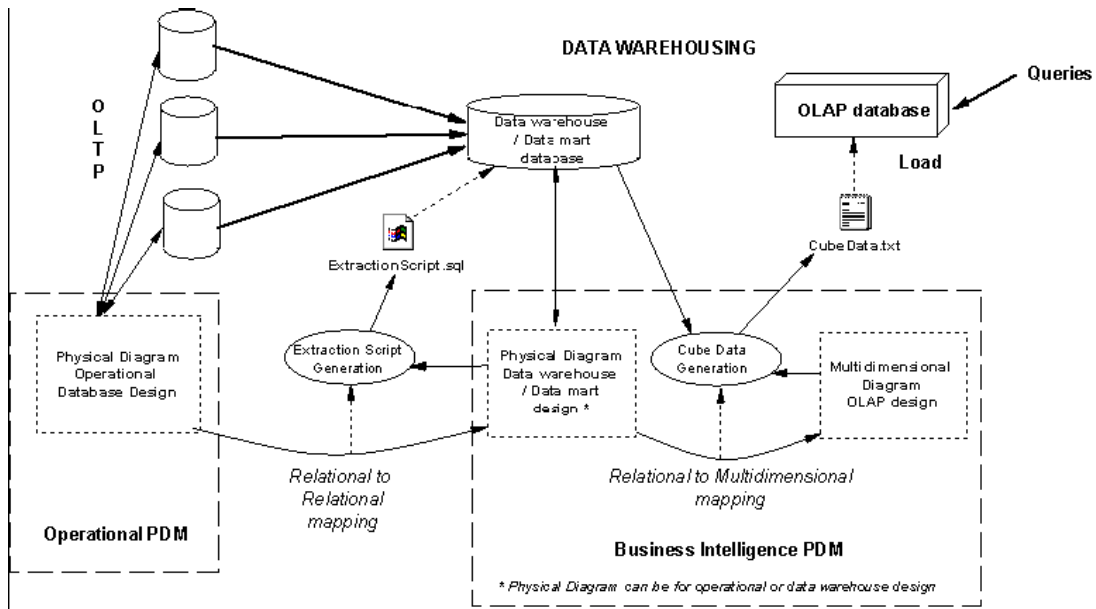 DATA WAREHOUSING
Queries
O
L
T
P
OLAP database
Data warehouse
/ Data mart
database
Load
CubeData.txt
ExtractionScript.sql
Physical Diagram
Operational
Database Design
Extraction Script
Generation
Physical Diagram
Data warehouse
/ Data mart
design *
Cube Data
Generation
Multidimensional
Diagram
OLAP design
Relational to
Relational
mapping
Relational to Multidimensional
mapping
Operational PDM
Business Intelligence PDM
* Physical Diagram can be for operational or data warehouse design